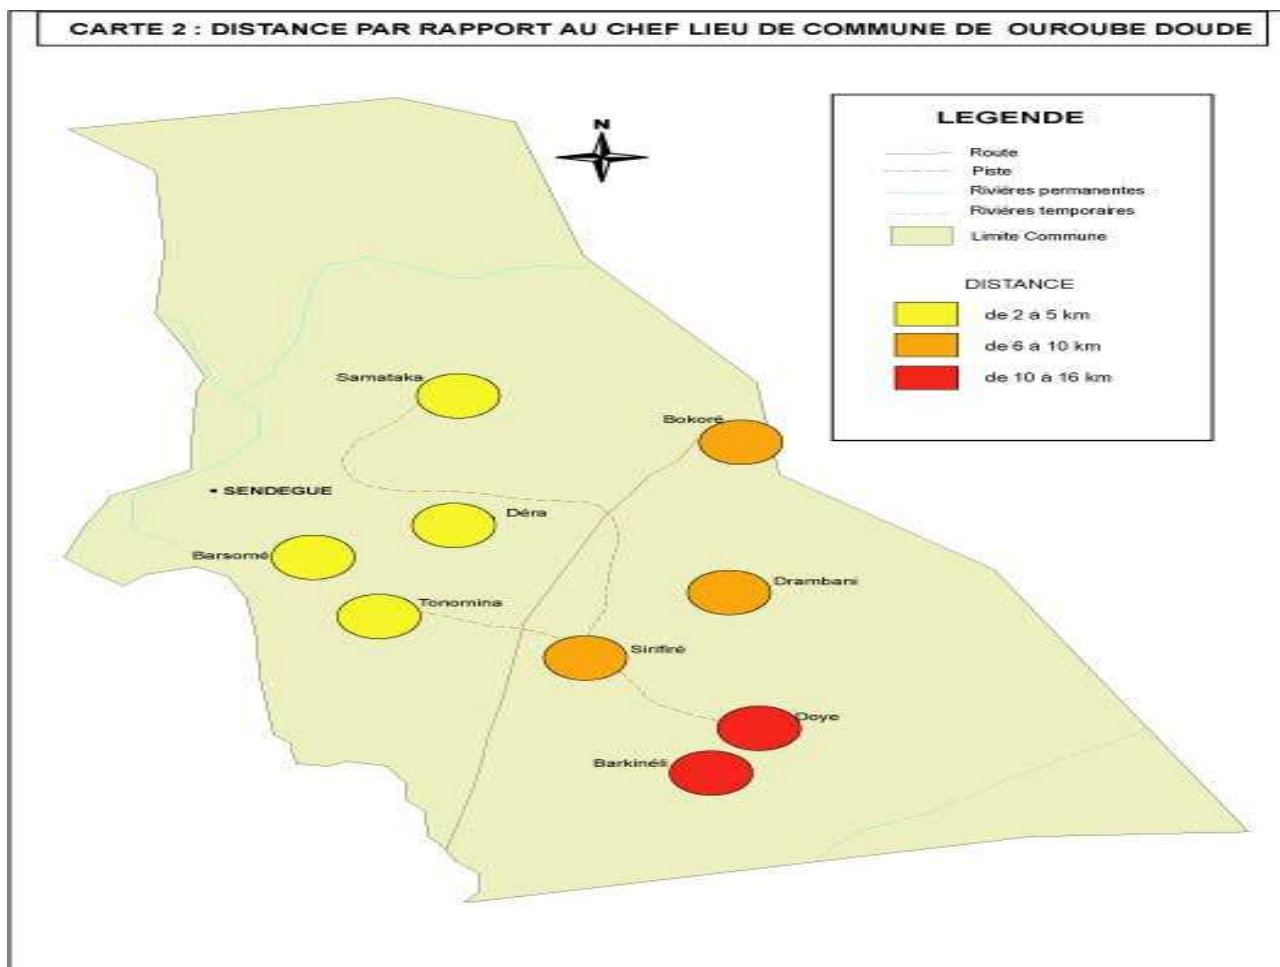 CARTE 2 : DISTANCE PAR RAPPORT AU CHEF LIEU DE COMMUNE DE OUROUBE DOUDE
N
LEGENDE
Route
Piste
Rivières permanentes
Rivières temporaires
Limite Commune
DISTANCE
de 2 à 5 km
de 6 à 10 km
de 10 à 16 km
Samataka
Bokoré
SENDEGUE
Déra
Barsomé
Drambani
Tonomina
Sirifiré
Doye
Barkinéli